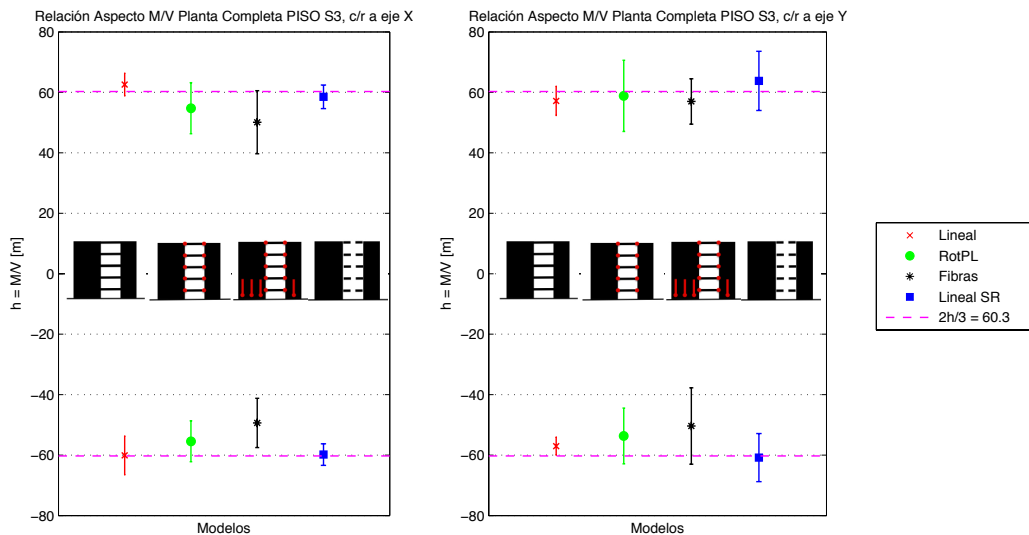 Relación Aspecto M/V Planta Completa PISO S3, c/r a eje X
80
60
40
20
0
−20
−40
−60
−80
h = M/V [m]
Modelos
Relación Aspecto M/V Planta Completa PISO S3, c/r a eje Y
80
60
40
20
0
−20
−40
−60
−80
h = M/V [m]
Modelos
Lineal
RotPL
Fibras
Lineal SR
2h/3 = 60.3